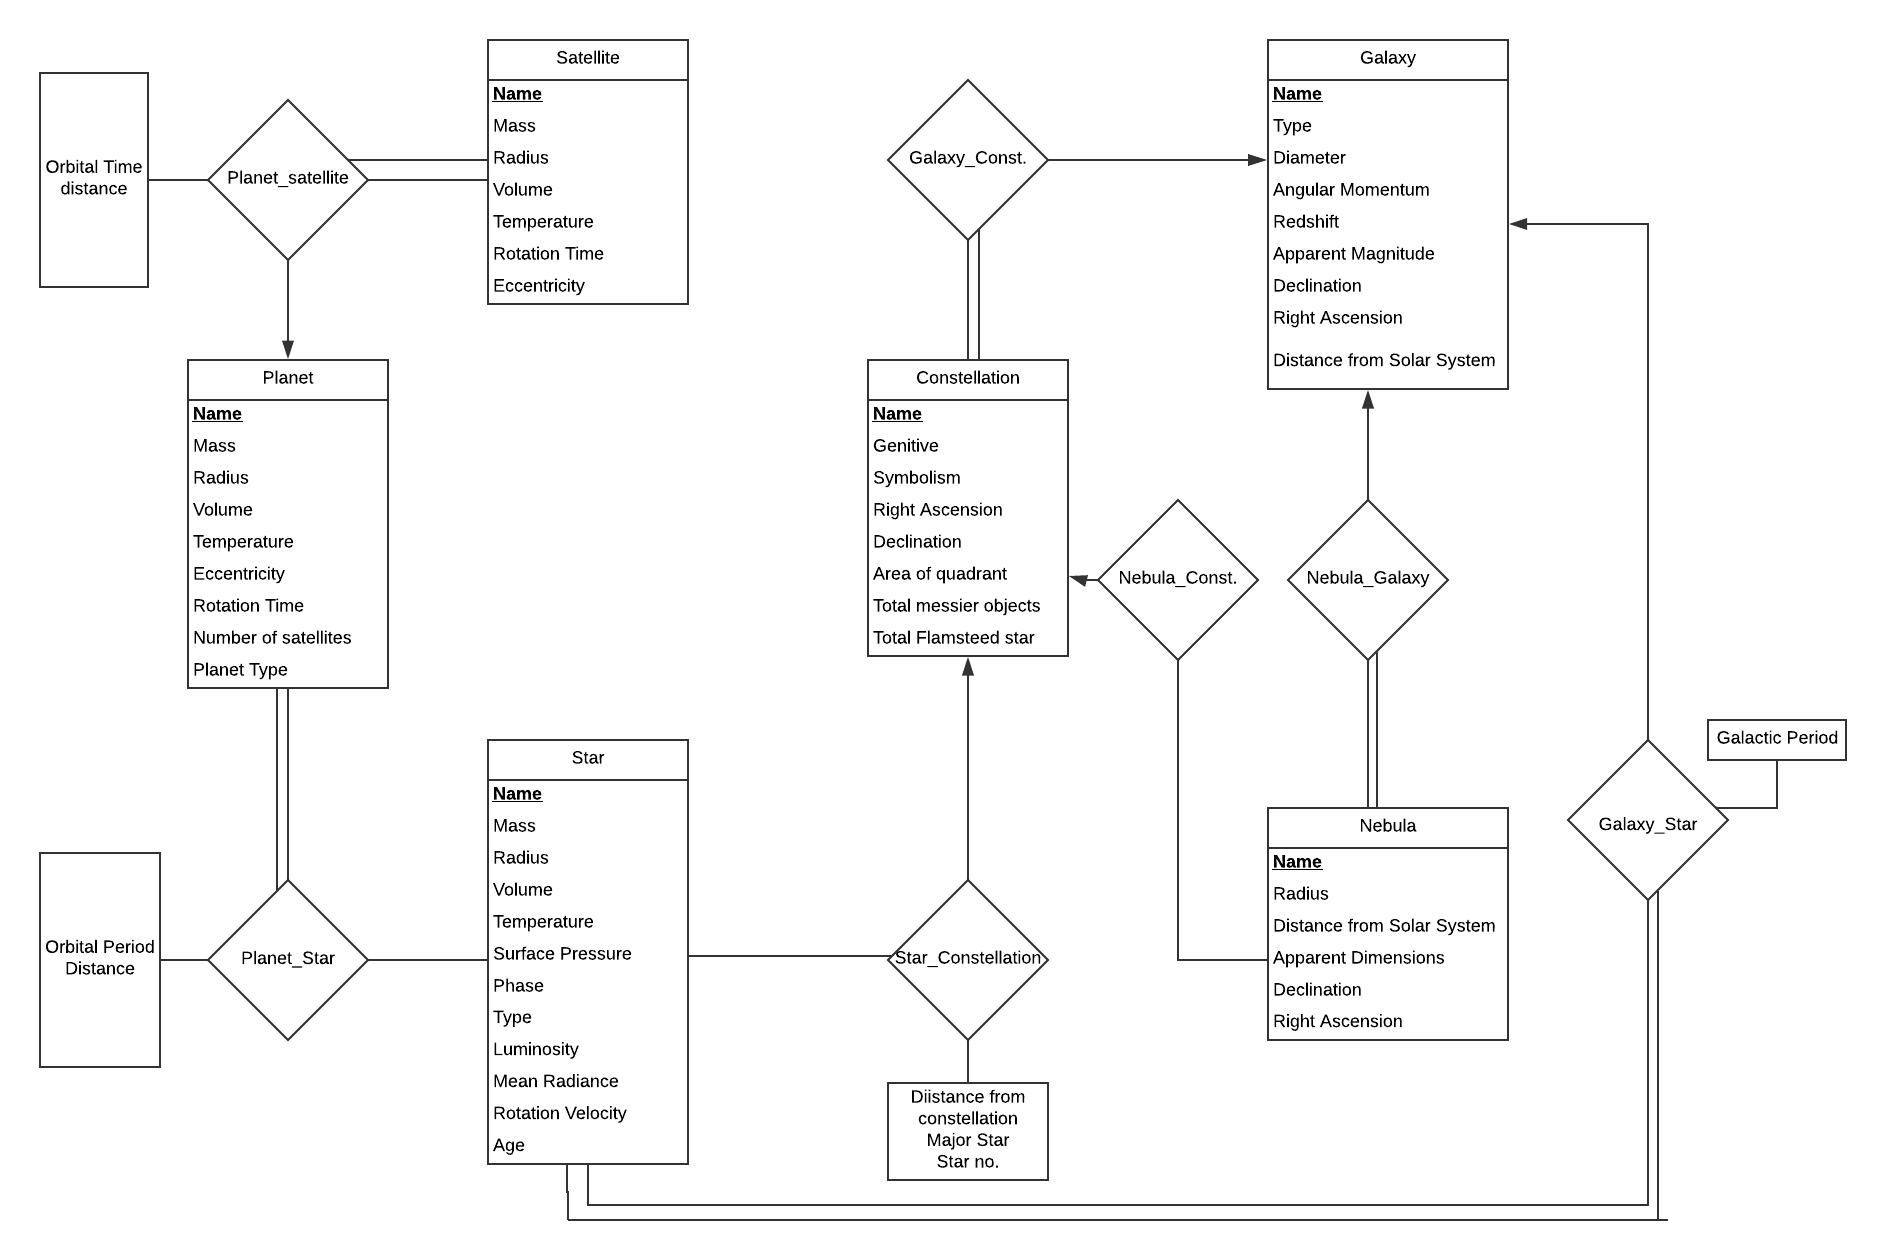 Satellite
Name
Mass
Radius
Volume
Temperature
Rotation Time
Eccentricity
Orbital Time
distance
Planet_satellite
Planet
Name
Mass
Radius
Volume
Temperature
Eccentricity
Rotation Time
Number of satellites
Planet Type
Orbital Period
Distance
Planet_Star
Star
Name
Mass
Radius
Volume
Temperature
Surface Pressure
Phase
Type
Luminosity
Mean Radiance
Rotation Velocity
Age
Galaxy_Const.
Constellation
Name
Genitive
Symbolism
Right Ascension
Declination
Area of quadrant
Total messier objects
Total Flamsteed star
Star_Constellation
Diistance from
constellation
Major Star
Star no.
Galaxy
Name
Type
Diameter
Angular Momentum
Redshift
Apparent Magnitude
Declination
Right Ascension
Distance from Solar System
Nebula_Const.
Nebula_Galaxy
Nebula
Name
Radius
Distance from Solar System
Apparent Dimensions
Declination
Right Ascension
Galactic Period
Galaxy_Star